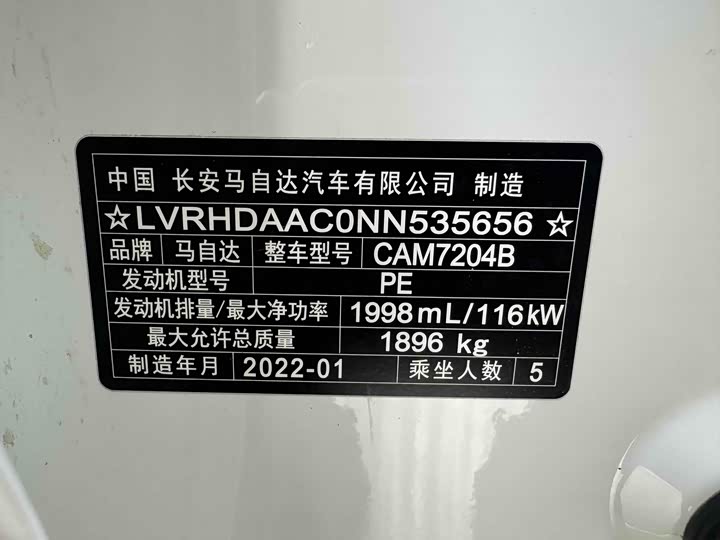 中国 长安马自达汽车有限公司 制造
☆LVRHDAAC0NN535656☆
品牌 马自达 整车型号 CAM7204B
发动机型号 PE
发动机排量/最大净功率 1998mL/116kW
最大允许总质量 1896 kg
制造年月 2022-01 乘坐人数 5